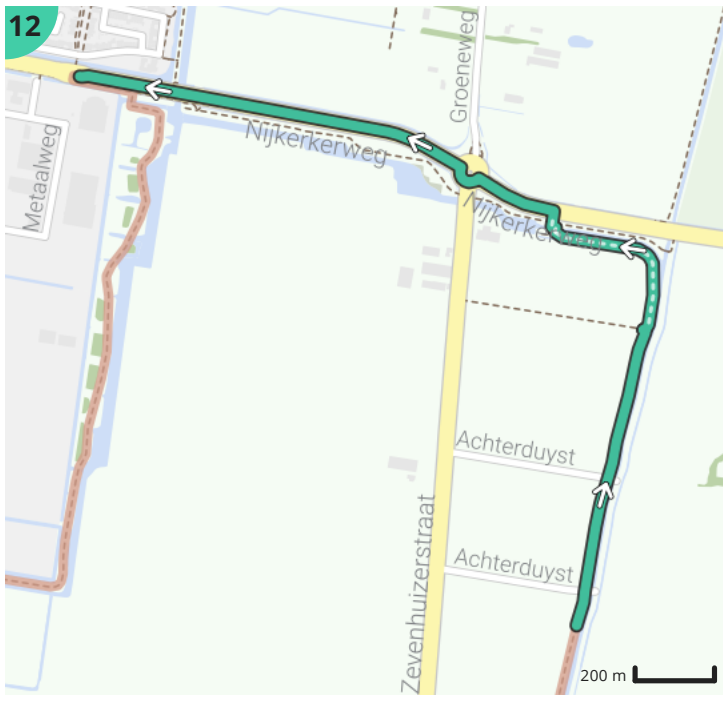 12
Groeneweg
Metaalweg
Nijkerkerweg
Nijkerkerweg
Achterduyst
Zevenhuizerstraat
Achterduyst
200 m